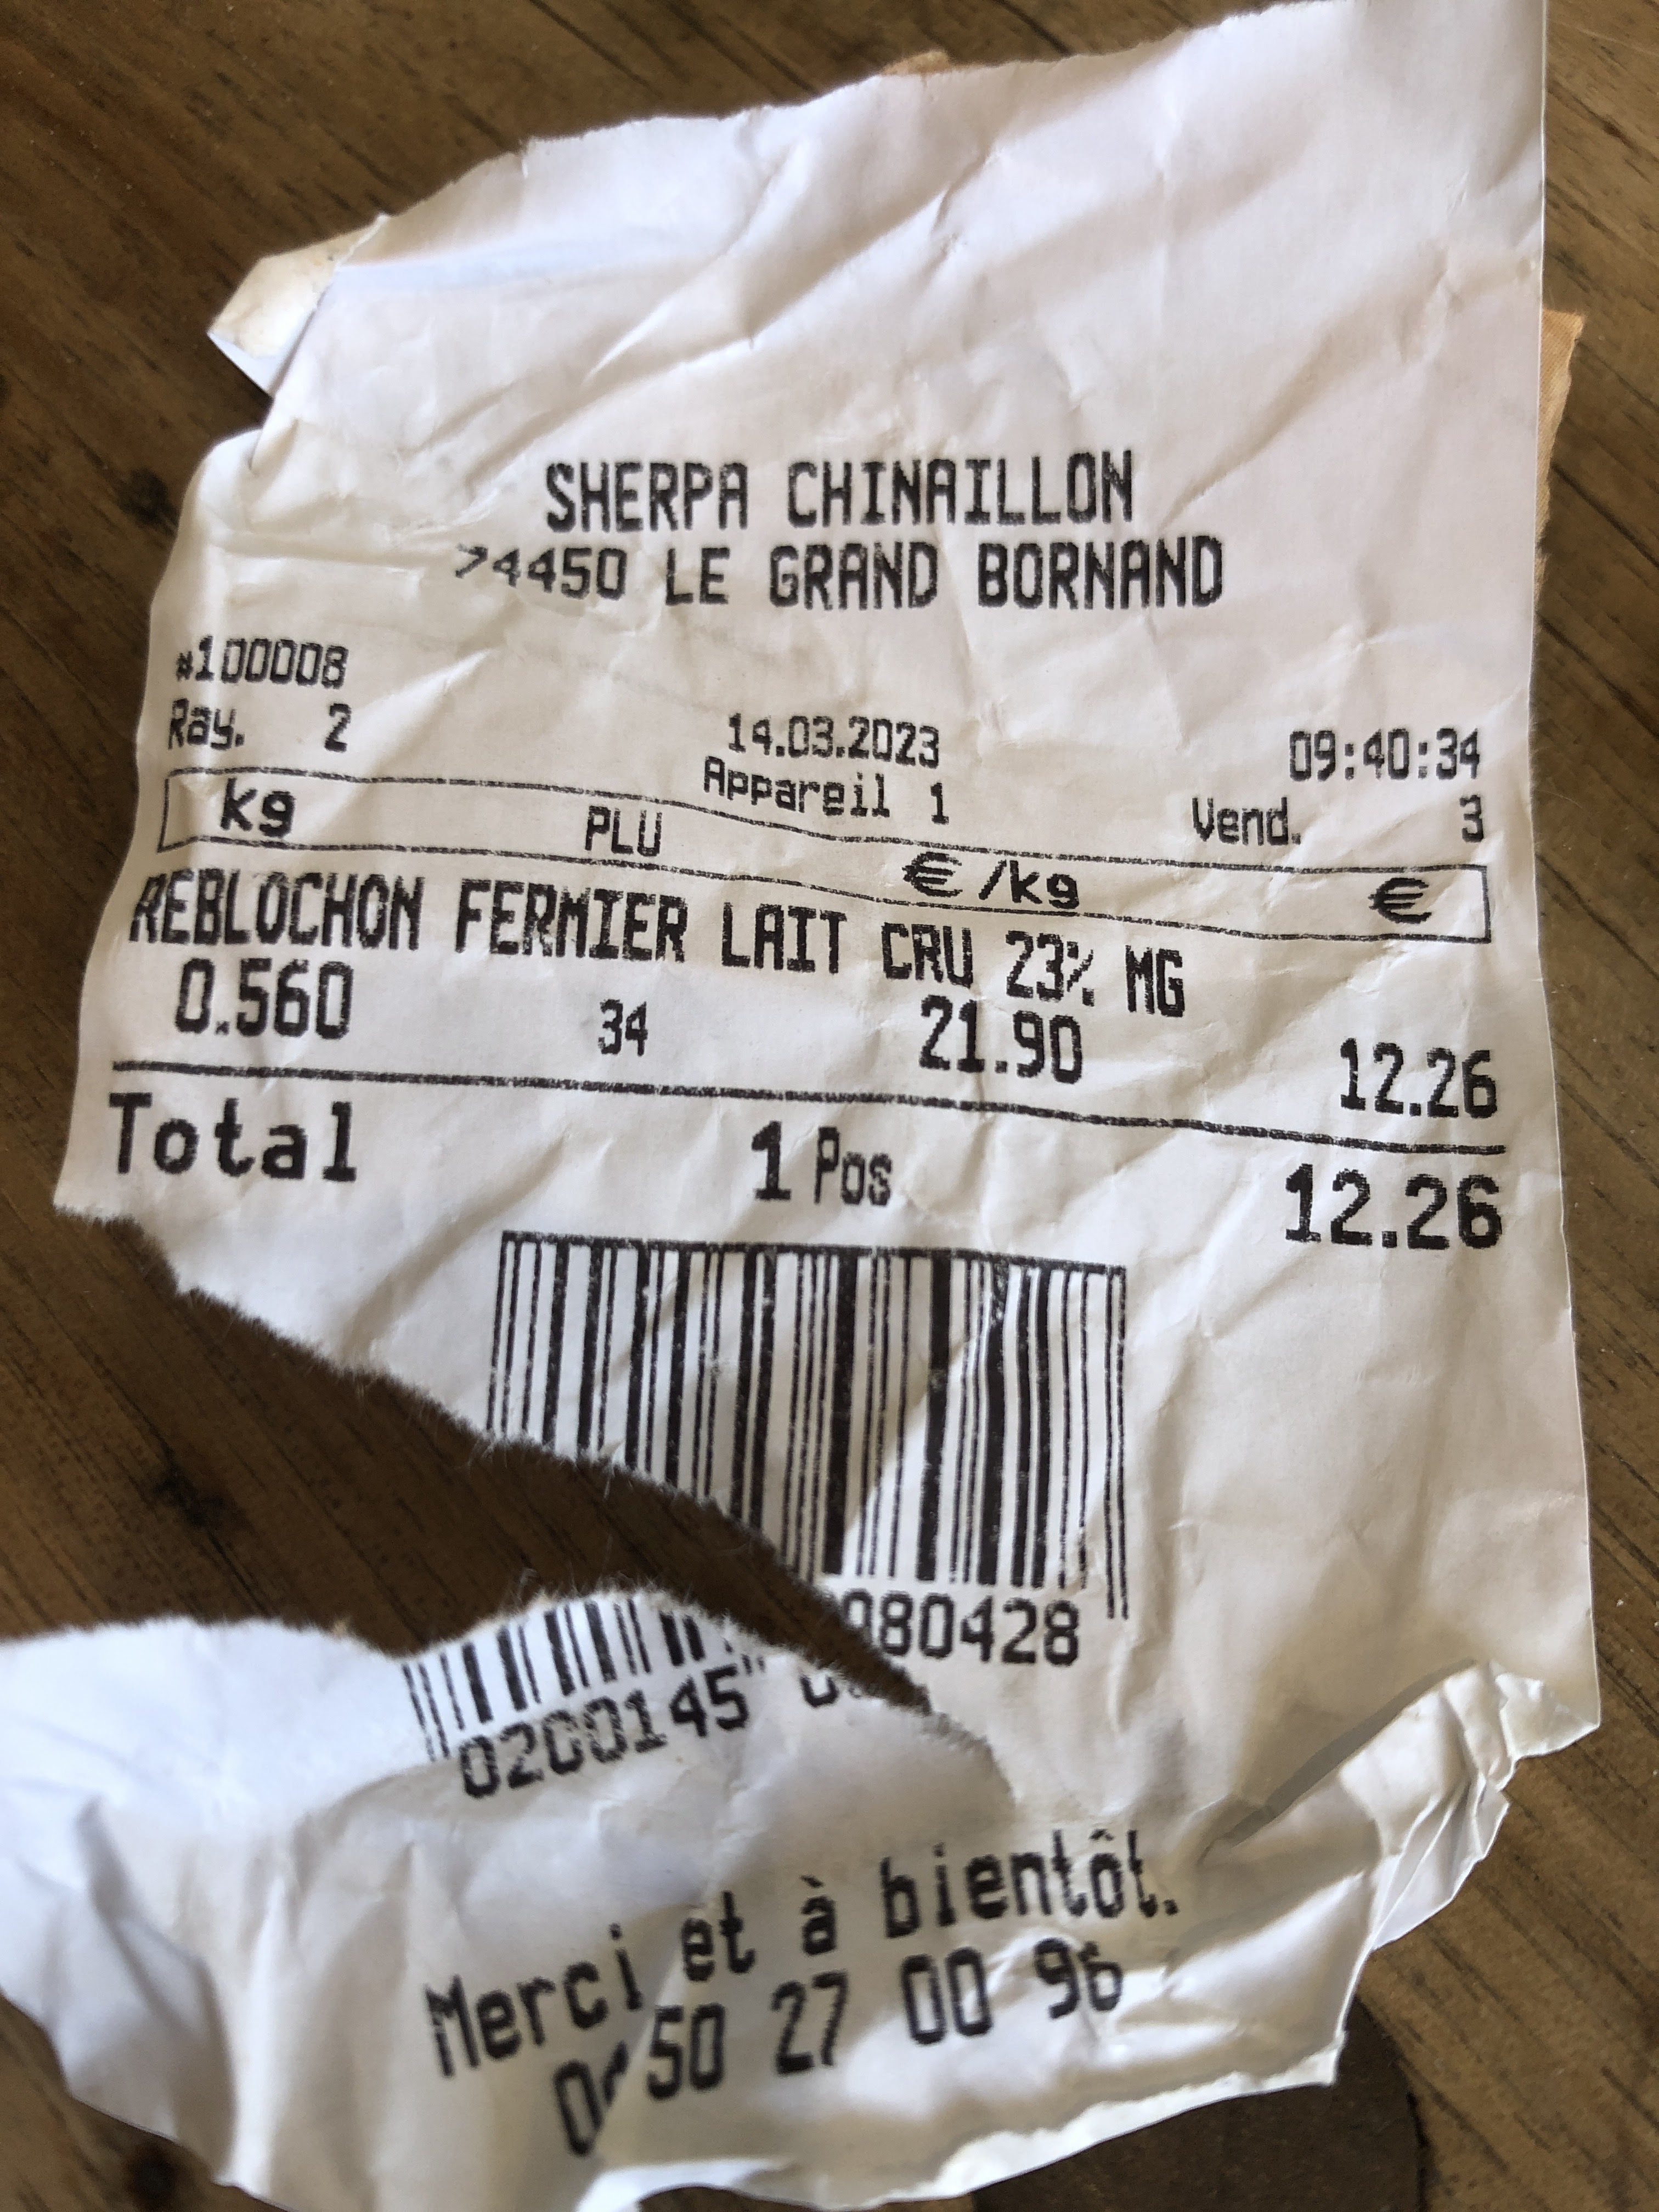 SHERPA CHINAILLON
74450 LE GRAND BORNAND
#100008 14.03.2023 09:40:34
Ray. 2 Appareil 1 Vend. 3
kg PLU €/kg €
REBLOCHON FERMIER LAIT CRU 23% MG
0.560 34 21.90 12.26
Total 1 Pos 12.26
0200145 080428
Merci et à bientôt.
50 27 00 96